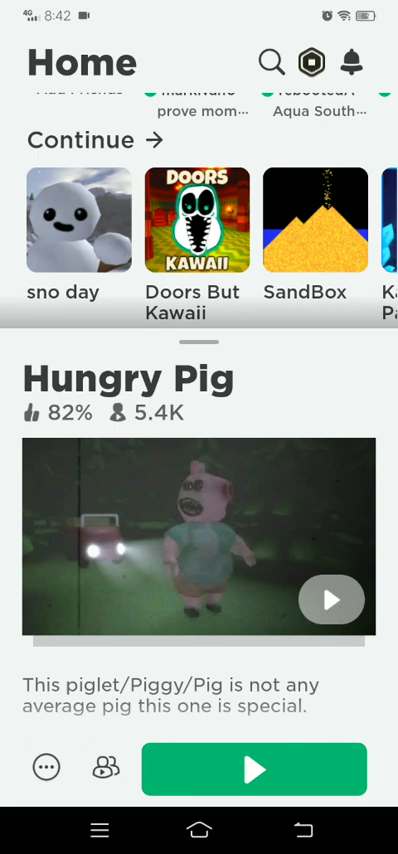 4G 8:42
Home
prove mom...
Aqua South...
Continue →
DOORS
KAWAII
sno day
Doors But
Kawaii
SandBox
Hungry Pig
82% 5.4K
This piglet/Piggy/Pig is not any
average pig this one is special.